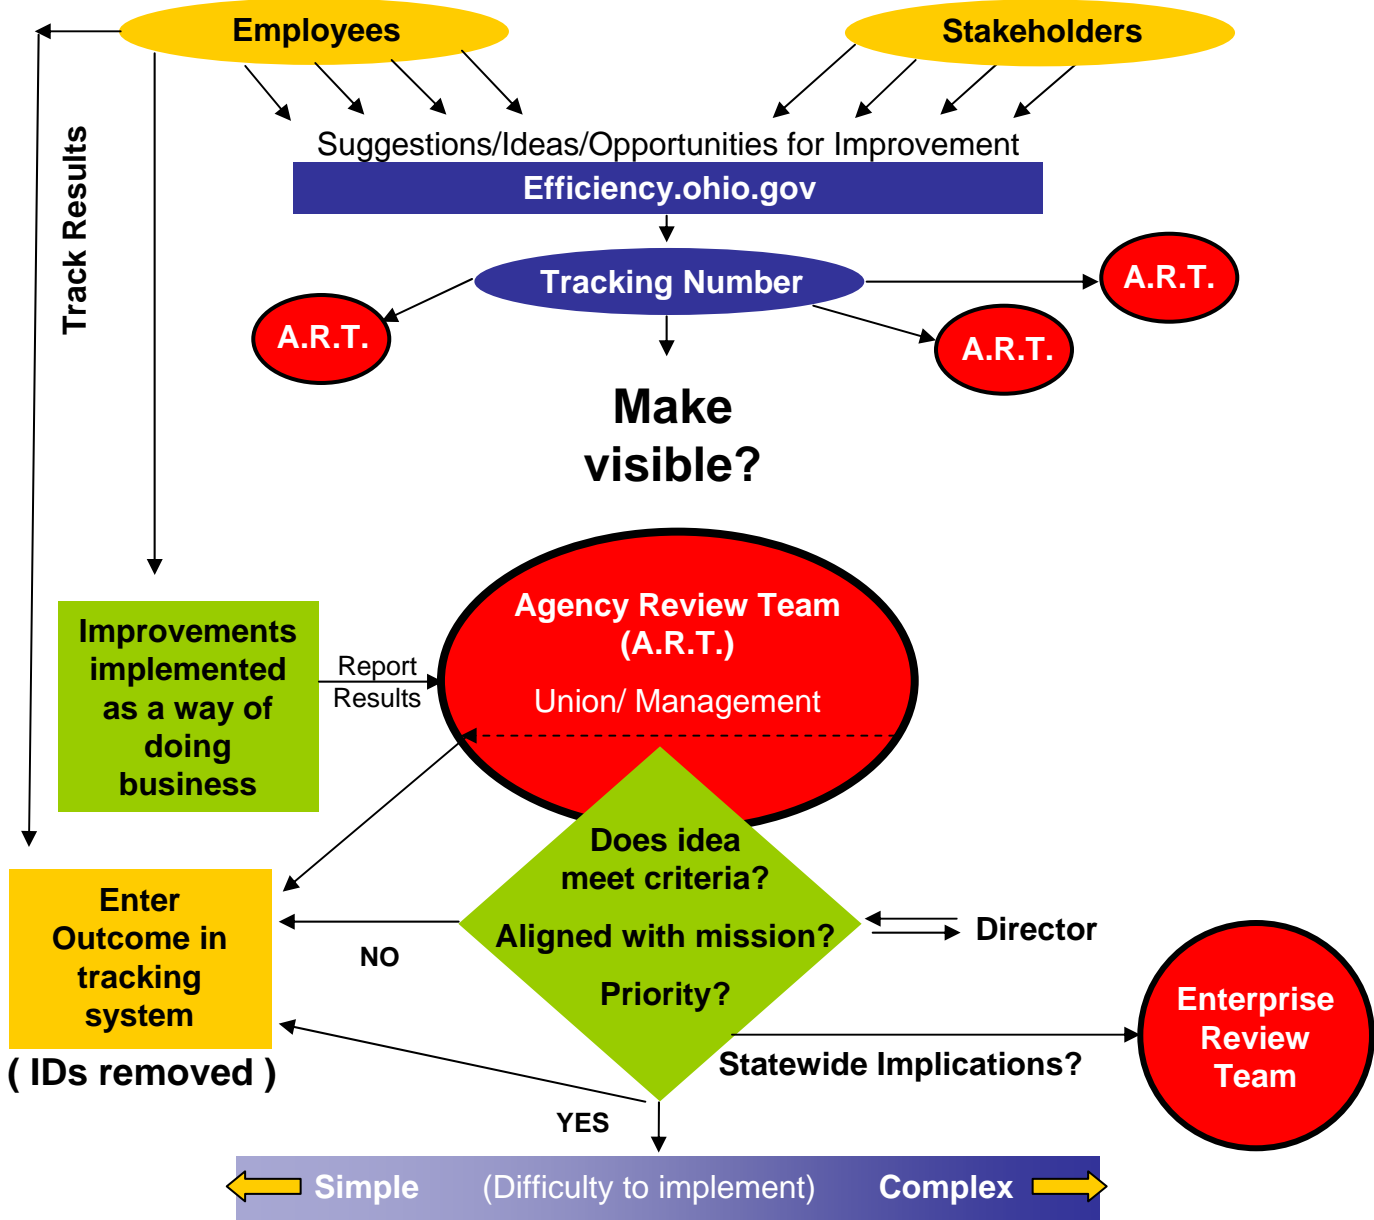 Employees
Stakeholders
Suggestions/Ideas/Opportunities for Improvement
Efficiency.ohio.gov
Track Results
Tracking Number
A.R.T.
A.R.T.
A.R.T.
Make
visible?
Improvements
implemented
as a way of
doing
business
Report
Results
Agency Review Team
(A.R.T.)
Union/ Management
Does idea
meet criteria?
Aligned with mission?
Priority?
Director
Enter
Outcome in
tracking
system
( IDs removed )
NO
Enterprise
Review
Team
Statewide Implications?
YES
Simple
(Difficulty to implement)
Complex